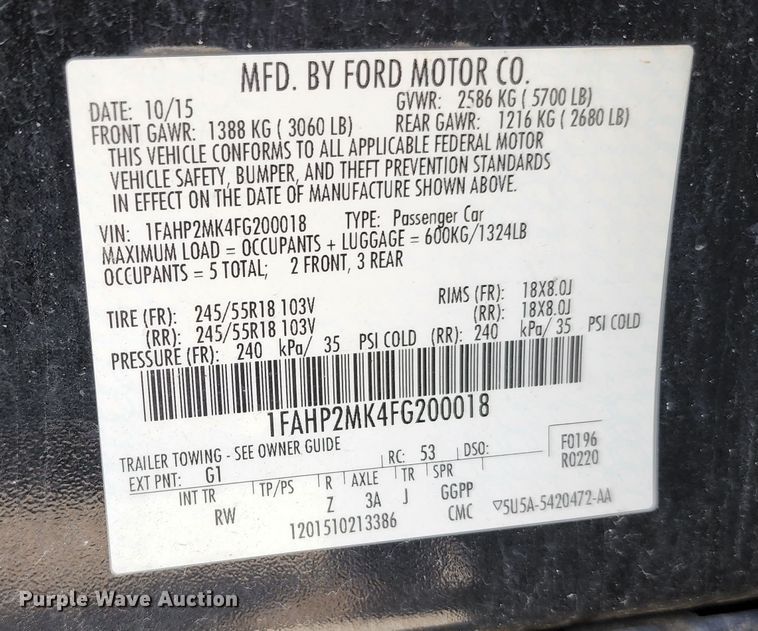 MFD. BY FORD MOTOR CO.
DATE: 10/15 GVWR: 2586 KG ( 5700 LB)
FRONT GAWR: 1388 KG ( 3060 LB) REAR GAWR: 1216 KG ( 2680 LB)
THIS VEHICLE CONFORMS TO ALL APPLICABLE FEDERAL MOTOR
VEHICLE SAFETY, BUMPER, AND THEFT PREVENTION STANDARDS
IN EFFECT ON THE DATE OF MANUFACTURE SHOWN ABOVE.
VIN: 1FAHP2MK4FG200018 TYPE: Passenger Car
MAXIMUM LOAD = OCCUPANTS + LUGGAGE = 600KG/1324LB
OCCUPANTS = 5 TOTAL; 2 FRONT, 3 REAR
TIRE (FR): 245/55R18 103V RIMS (FR): 18X8.0J
(RR): 245/55R18 103V (RR): 18X8.0J
PRESSURE (FR): 240 kPa/ 35 PSI COLD (RR): 240 kPa/ 35 PSI COLD
1FAHP2MK4FG200018
TRAILER TOWING - SEE OWNER GUIDE
EXT PNT: G1 RC: 53 DSO: F0196
R0220
INT TR TP/PS R AXLE TR SPR
RW Z 3A J GGPP
1201510213386 CMC ▽5U5A-5420472-AA
Purple Wave Auction